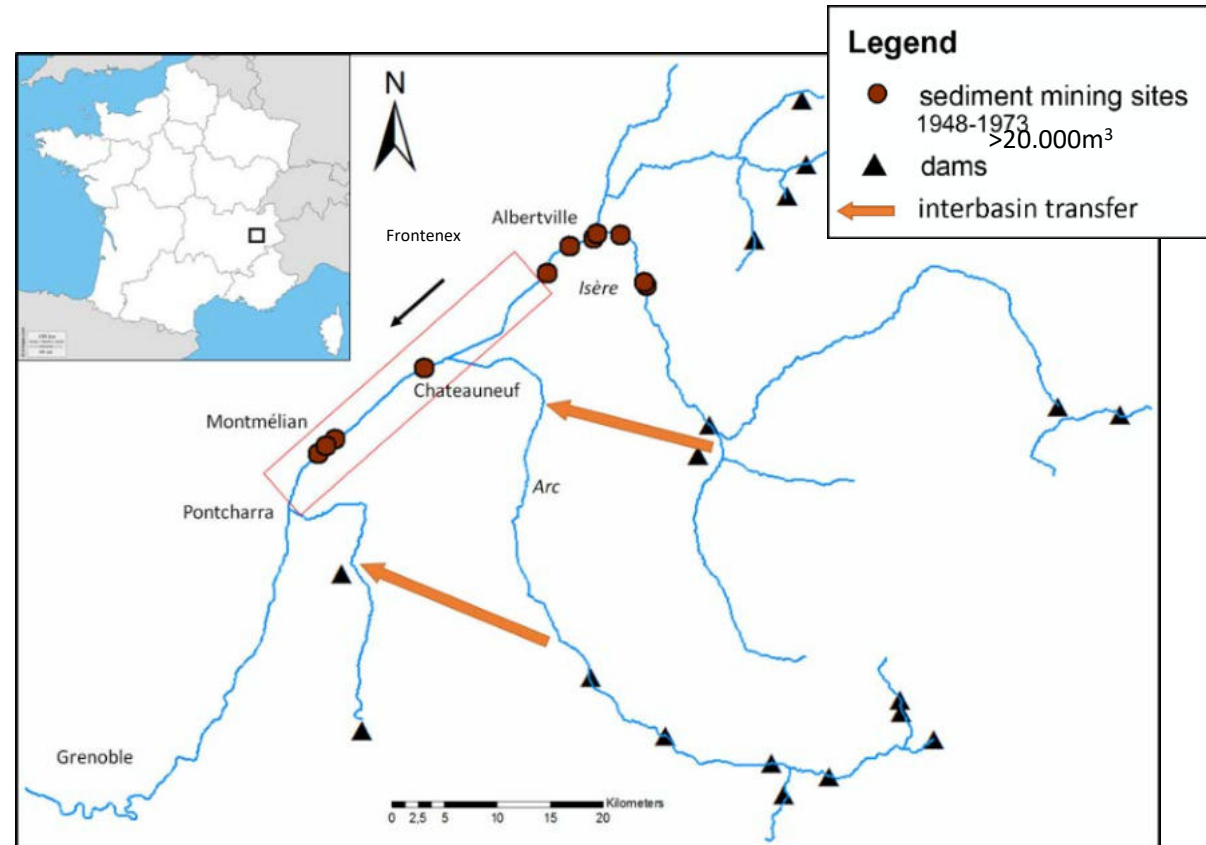 Legend
sediment mining sites
1948-1973
>20.000m³
dams
interbasin transfer
N
Albertville
Frontenex
Isère
Chateauneuf
Montmélian
Arc
Pontcharra
Grenoble
Kilometers
0 2,5 5 10 15 20